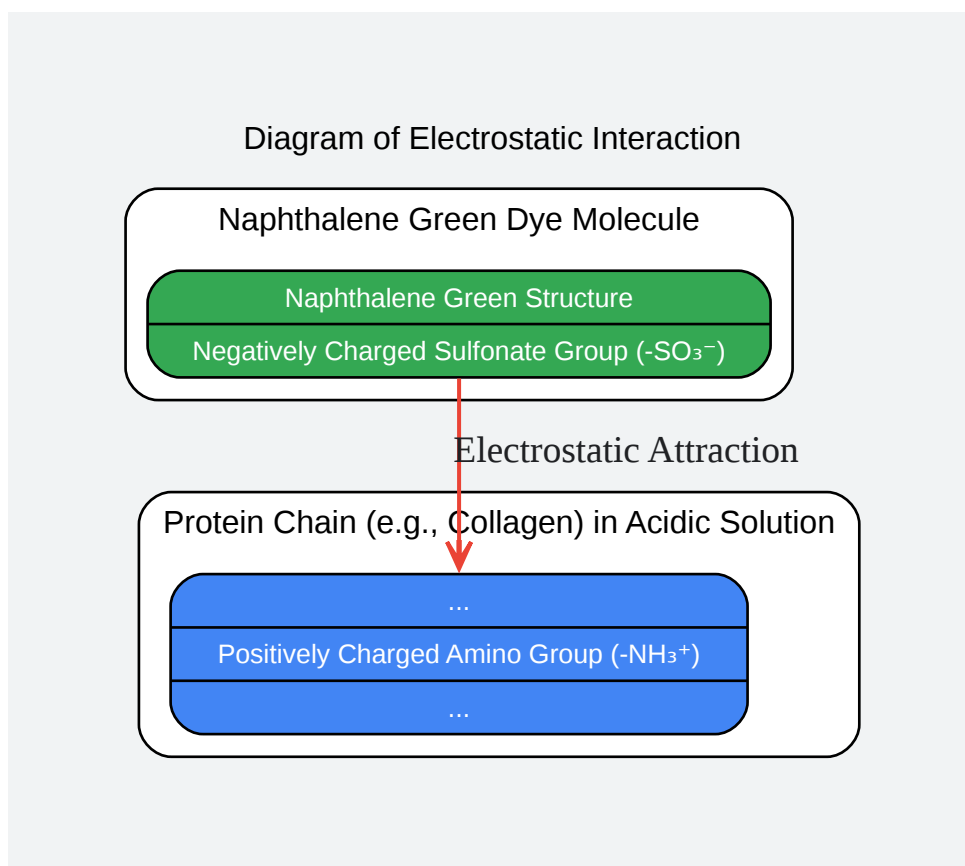 Diagram of Electrostatic Interaction
Naphthalene Green Dye Molecule
Naphthalene Green Structure
Negatively Charged Sulfonate Group (-SO₃⁻)
Electrostatic Attraction
Protein Chain (e.g., Collagen) in Acidic Solution
...
Positively Charged Amino Group (-NH₃⁺)
...